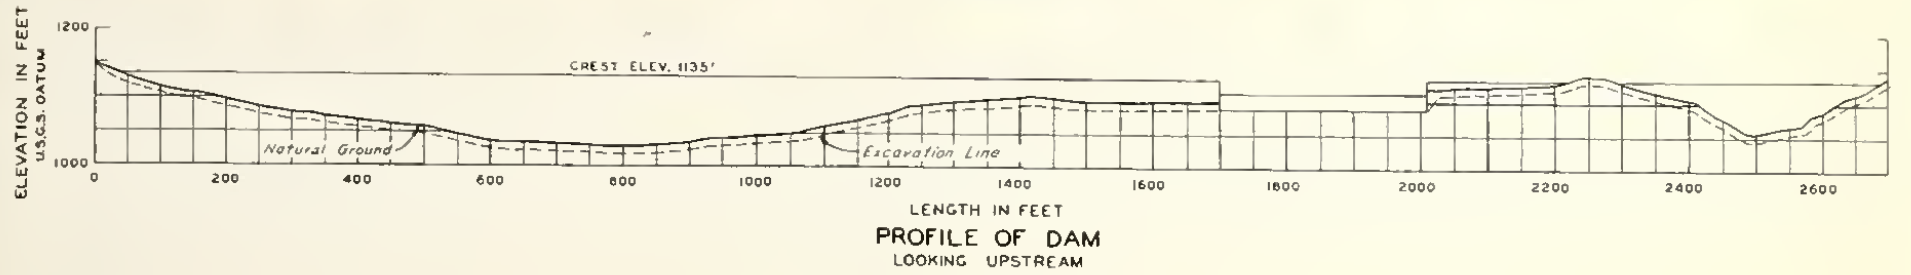 ELEVATION IN FEET
U.S.G.S. DATUM
1200
1000
CREST ELEV. 1135'
Natural Ground
Excavation Line
0 200 400 600 800 1000 1200 1400 1600 1800 2000 2200 2400 2600
LENGTH IN FEET
PROFILE OF DAM
LOOKING UPSTREAM